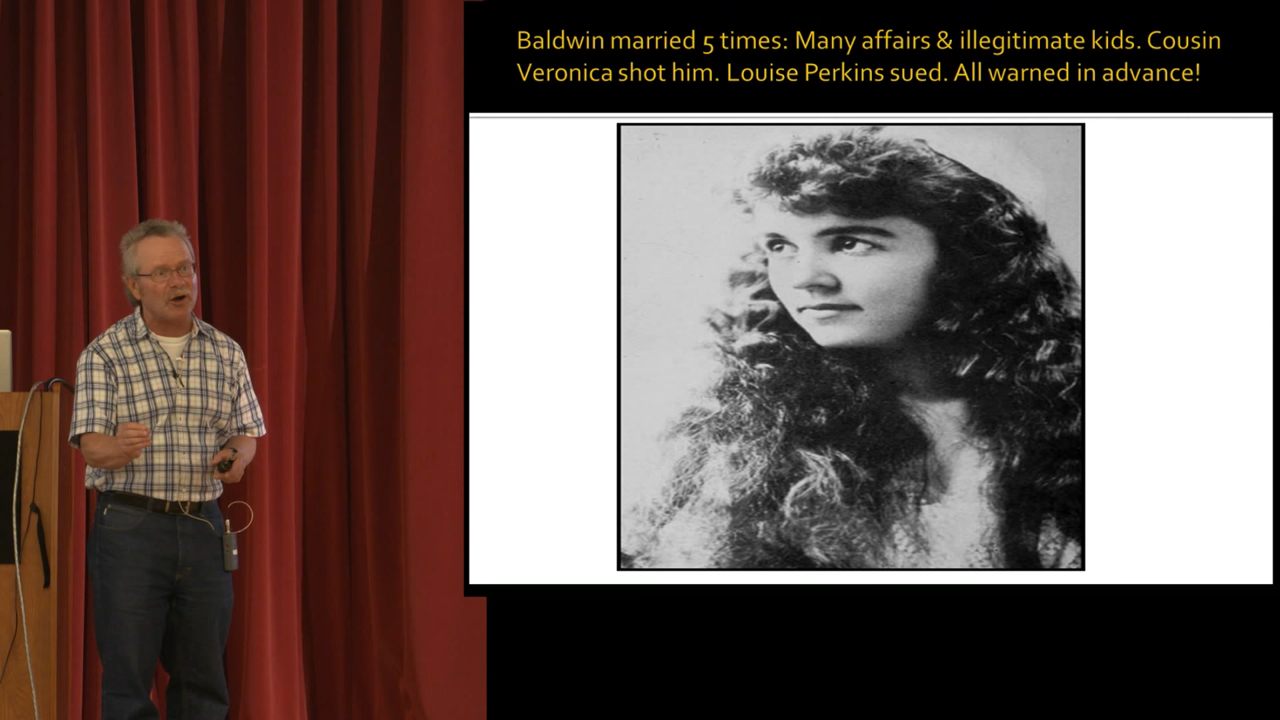 Baldwin married 5 times: Many affairs & illegitimate kids. Cousin
Veronica shot him. Louise Perkins sued. All warned in advance!